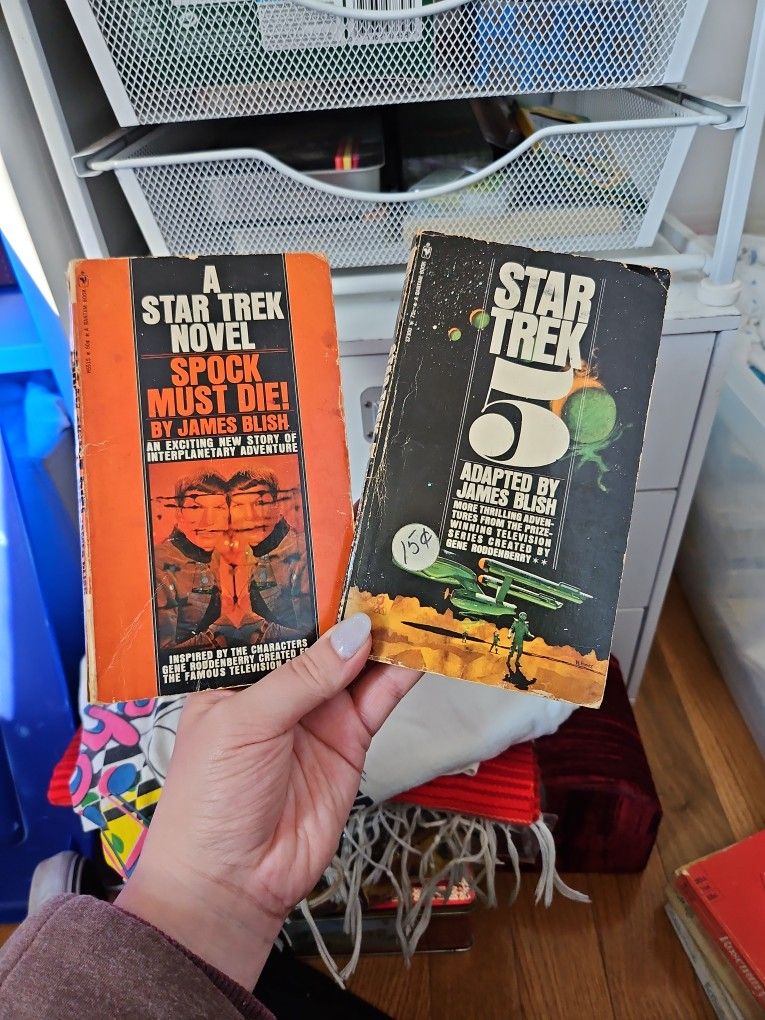 A
STAR TREK
NOVEL
SPOCK
MUST DIE!
BY JAMES BLISH
AN EXCITING NEW STORY OF
INTERPLANETARY ADVENTURE
INSPIRED BY THE CHARACTERS
GENE RODDENBERRY CREATED
THE FAMOUS TELEVISION
STAR
TREK
5
ADAPTED BY
JAMES BLISH
MORE THRILLING ADVEN-
TURES FROM THE PRIZE-
WINNING TELEVISION
SERIES CREATED BY
GENE RODDENBERRY**
15¢